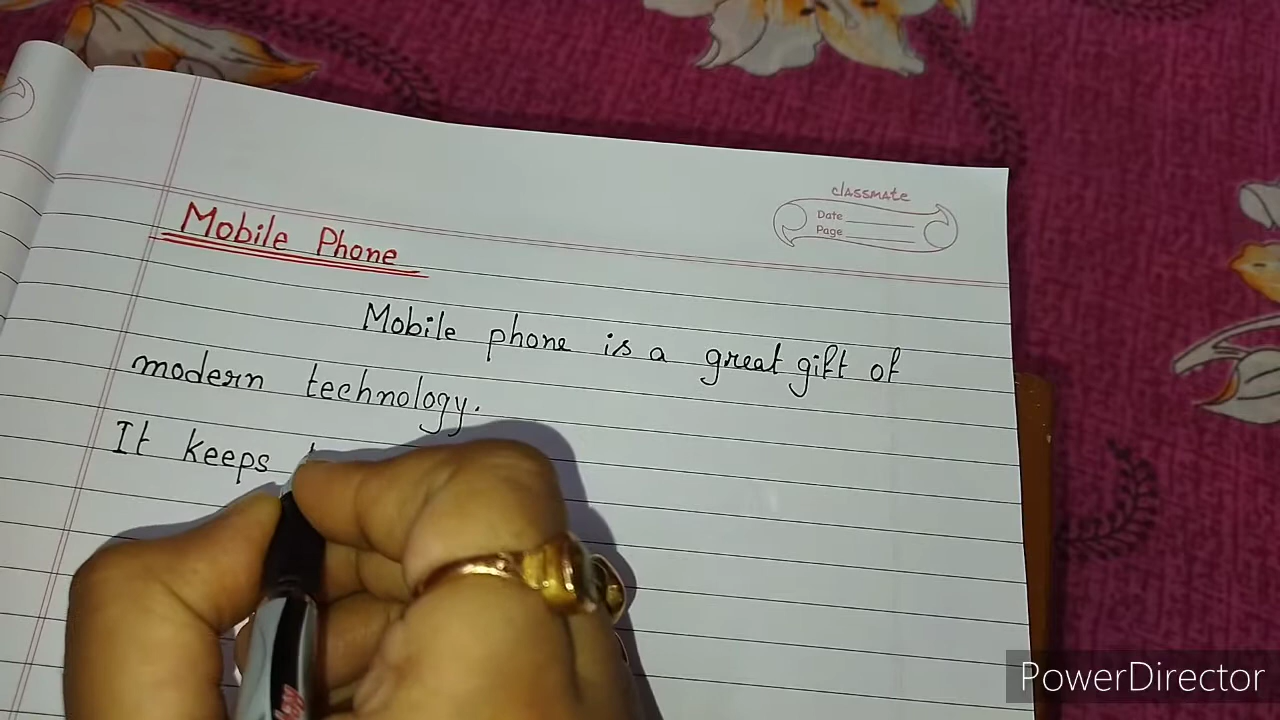 classmate
Date
Page
Mobile Phone
Mobile phone is a great gift of
modern technology.
It keeps
PowerDirector